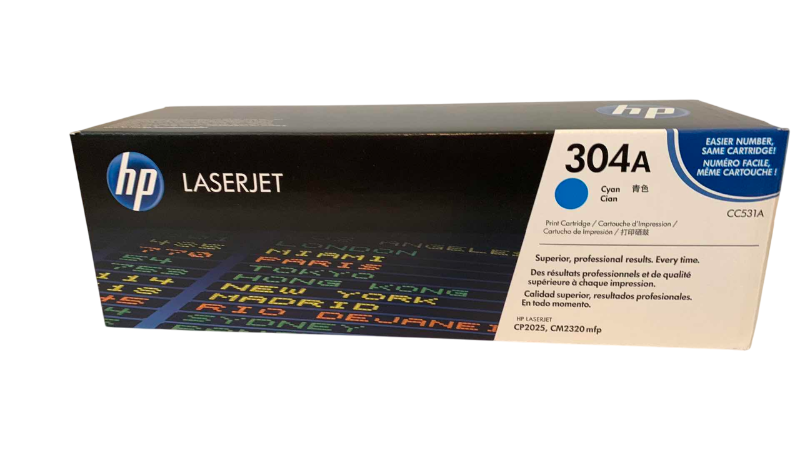 hp
hp
LASERJET
304A
Cyan 青色
Cian
EASIER NUMBER,
SAME CARTRIDGE!
NUMÉRO FACILE,
MÊME CARTOUCHE !
CC531A
Print Cartridge / Cartouche d'Impression /
Cartucho de Impresión / 打印硒鼓
Superior, professional results. Every time.
Des résultats professionnels et de qualité
supérieure à chaque impression.
Calidad superior, resultados profesionales.
En todo momento.
HP LASERJET
CP2025, CM2320 mfp
LONDON ANGELES
MIAMI
PARIS
TOKYO
HONG KONG
NEW YORK
MADRID
RIO DEJANEI
SYDNEY